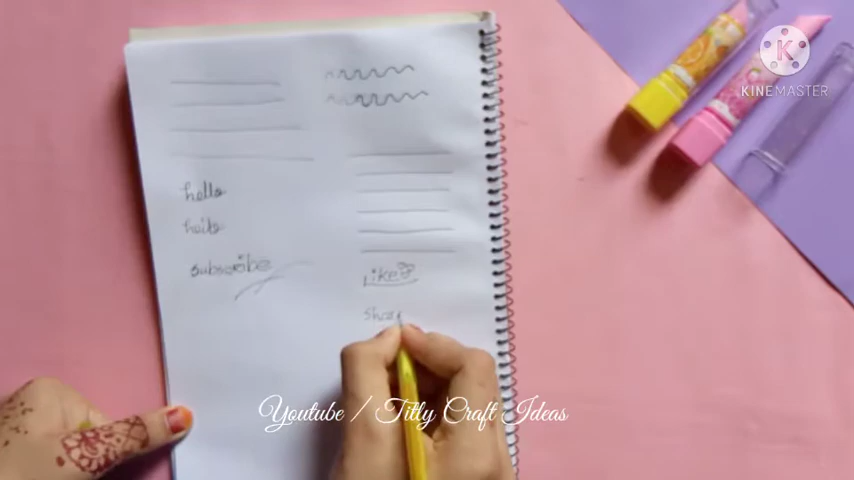 K
KINEMASTER
hello
hello
subscribe
Like
Shar
Youtube / Titly Craft Ideas